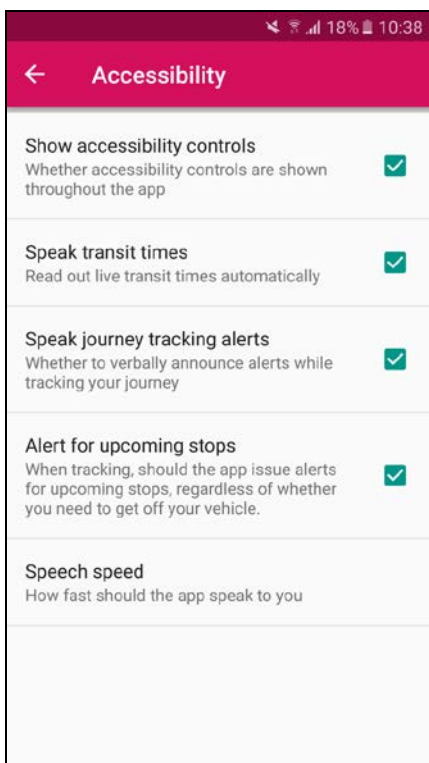 18% 10:38
Accessibility
Show accessibility controls
Whether accessibility controls are shown
throughout the app
Speak transit times
Read out live transit times automatically
Speak journey tracking alerts
Whether to verbally announce alerts while
tracking your journey
Alert for upcoming stops
When tracking, should the app issue alerts
for upcoming stops, regardless of whether
you need to get off your vehicle.
Speech speed
How fast should the app speak to you